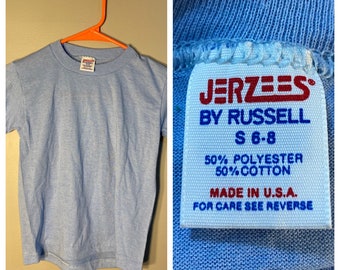 JERZEES
BY RUSSELL
S 6-8
50% POLYESTER
50% COTTON
MADE IN U.S.A.
FOR CARE SEE REVERSE